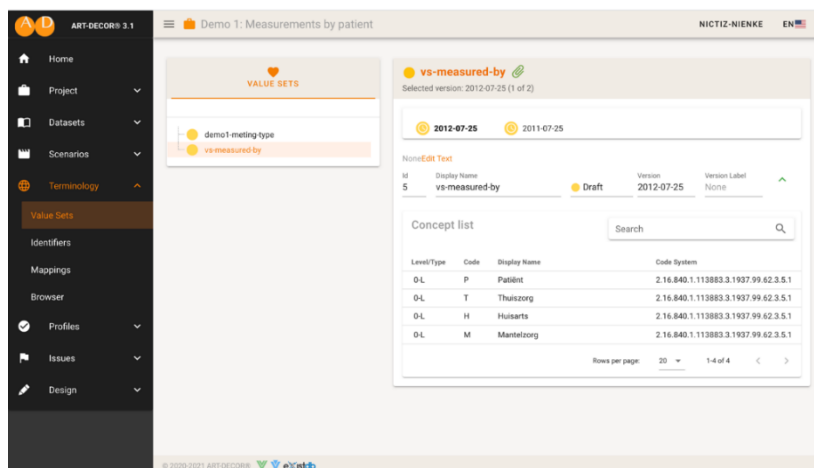 AD ART-DECOR® 3.1
Demo 1: Measurements by patient
NICTIZ-NIENKE EN
Home
Project
Datasets
Scenarios
Terminology
Value Sets
Identifiers
Mappings
Browser
Profiles
Issues
Design
VALUE SETS
demo1-meting-type
vs-measured-by
vs-measured-by
Selected version: 2012-07-25 (1 of 2)
2012-07-25 2011-07-25
NoneEdit Text
Id Display Name Version Version Label
5 vs-measured-by Draft 2012-07-25 None
Concept list
Search
Level/Type Code Display Name Code System
0-L P Patiënt 2.16.840.1.113883.3.1937.99.62.3.5.1
0-L T Thuiszorg 2.16.840.1.113883.3.1937.99.62.3.5.1
0-L H Huisarts 2.16.840.1.113883.3.1937.99.62.3.5.1
0-L M Mantelzorg 2.16.840.1.113883.3.1937.99.62.3.5.1
Rows per page: 20 1-4 of 4
© 2020-2021 ART-DECOR® eXistdb